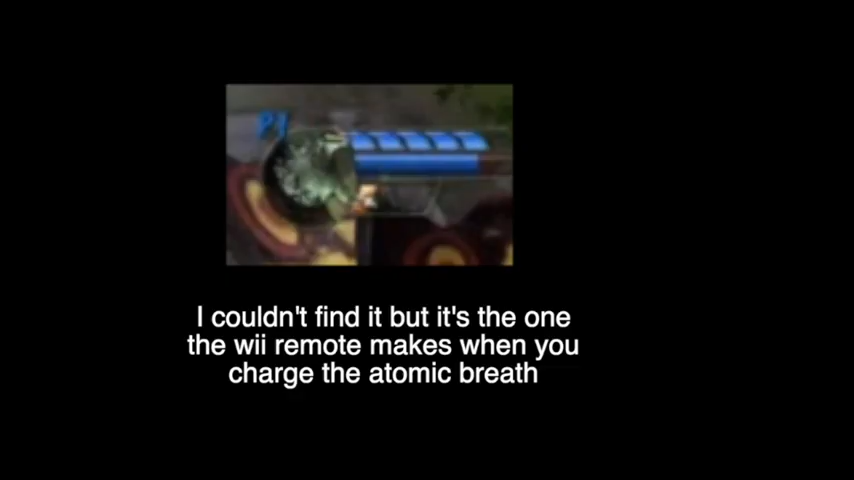 P1
I couldn't find it but it's the one
the wii remote makes when you
charge the atomic breath